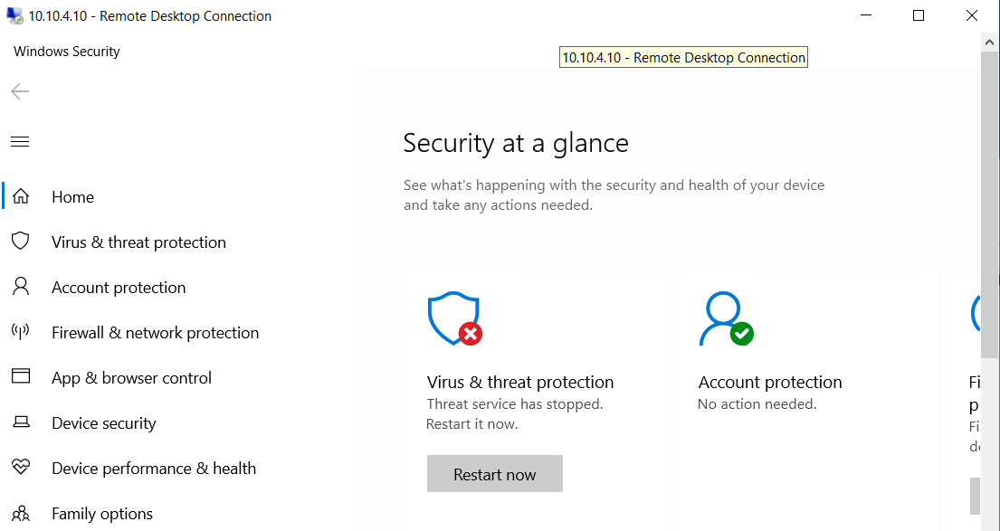 10.10.4.10 - Remote Desktop Connection
Windows Security
10.10.4.10 - Remote Desktop Connection
Home
Virus & threat protection
Account protection
Firewall & network protection
App & browser control
Device security
Device performance & health
Family options
Security at a glance
See what's happening with the security and health of your device
and take any actions needed.
Virus & threat protection
Threat service has stopped.
Restart it now.
Restart now
Account protection
No action needed.